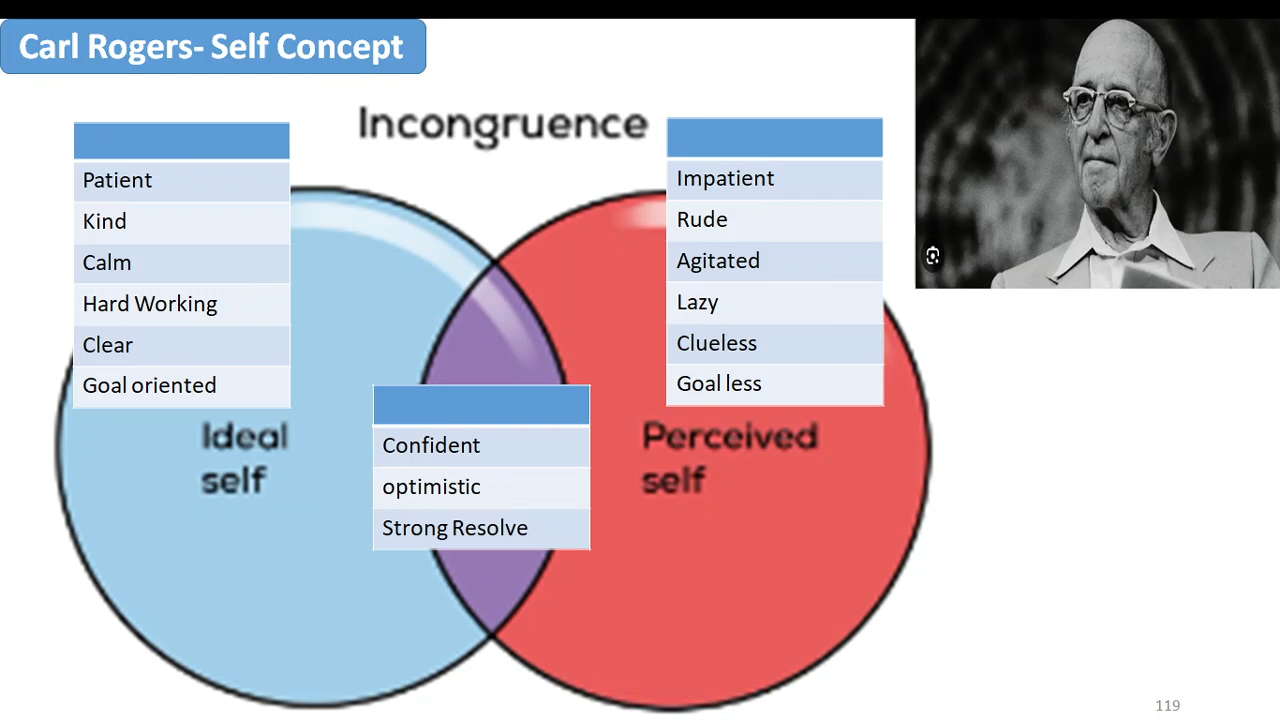 Carl Rogers- Self Concept
Incongruence
Patient
Kind
Calm
Hard Working
Clear
Goal oriented
Impatient
Rude
Agitated
Lazy
Clueless
Goal less
Ideal
self
Confident
optimistic
Strong Resolve
Perceived
self
119